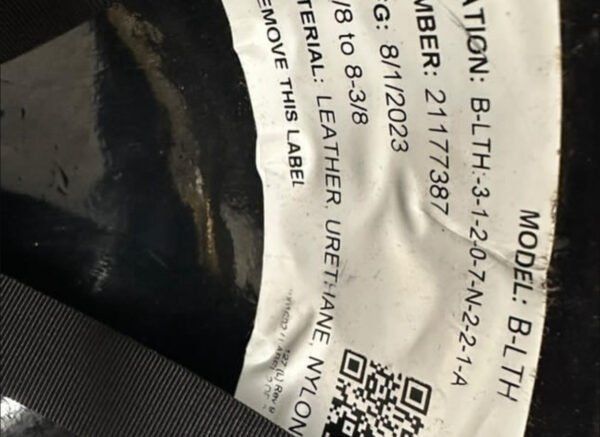 MODEL: B-LTH
ATION: B-LTH:-3-1-2-0-7-N-2-2-1-A
MBER: 21177387
G: 8/1/2023
/8 to 8-3/8
TERIAL: LEATHER, URETHANE, NYLON
EMOVE THIS LABEL